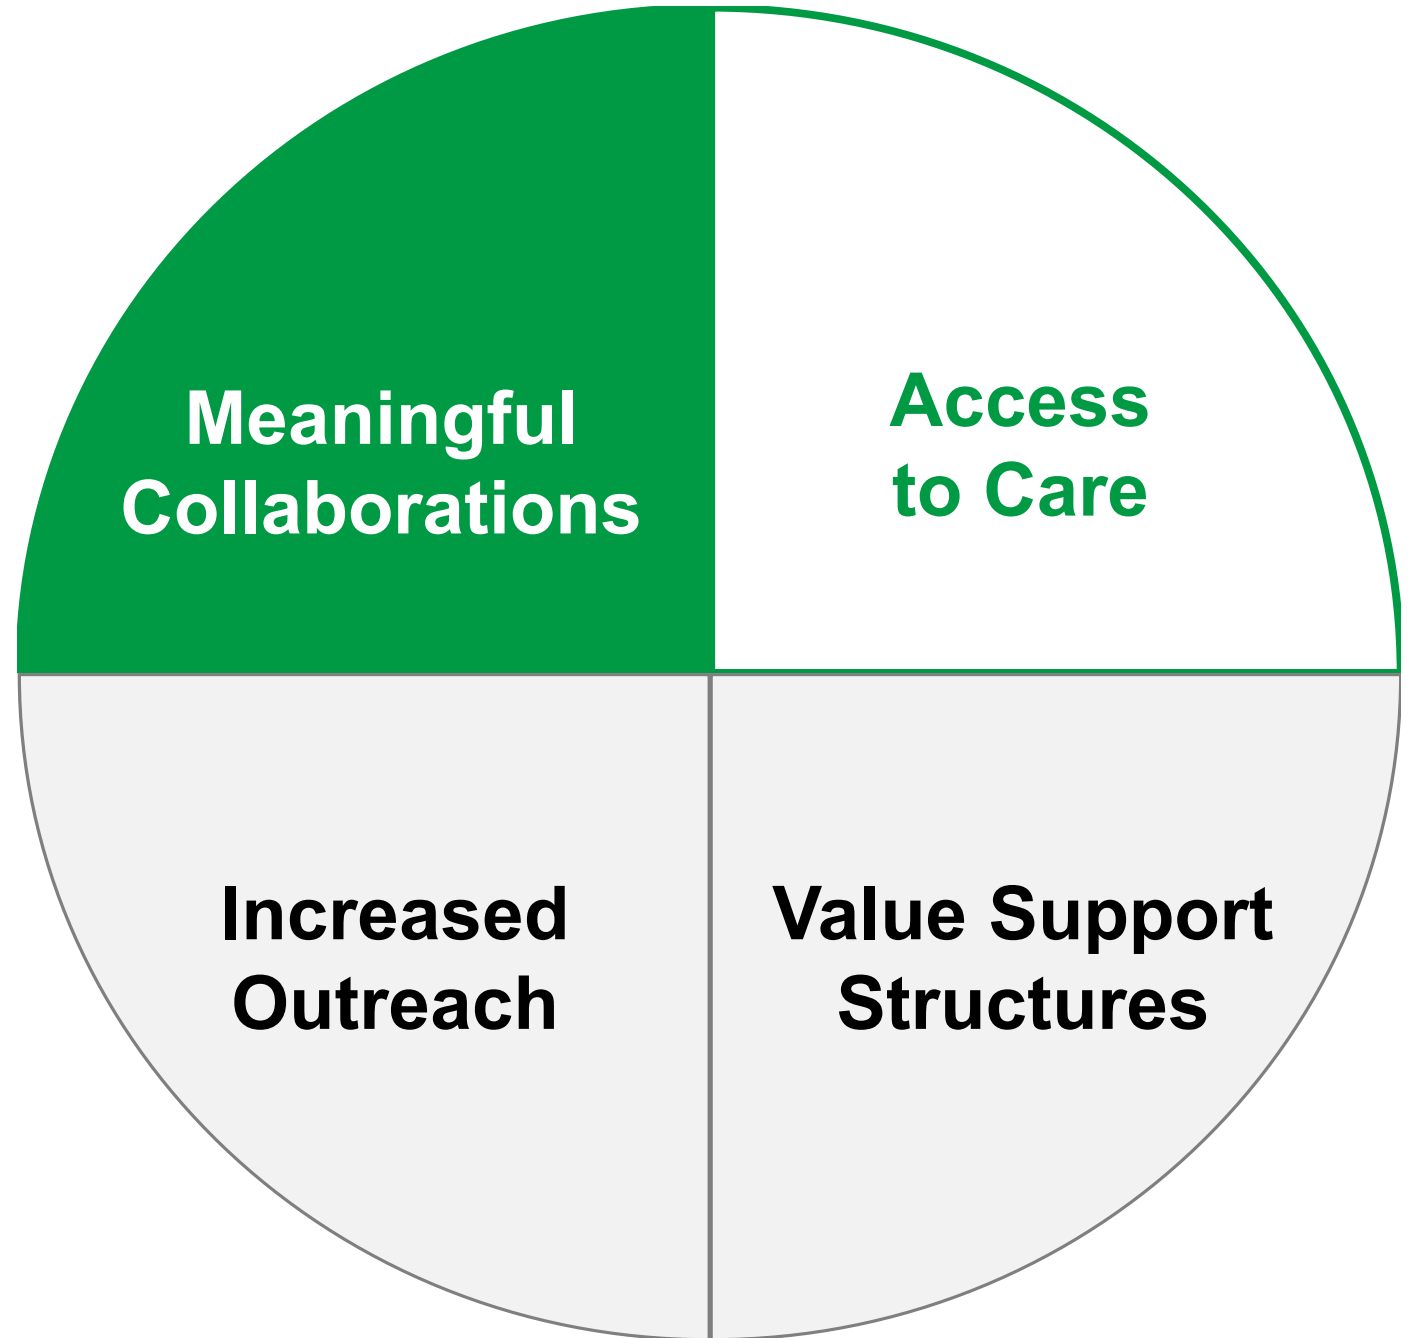 Meaningful
Collaborations
Access
to Care
Increased
Outreach
Value Support
Structures